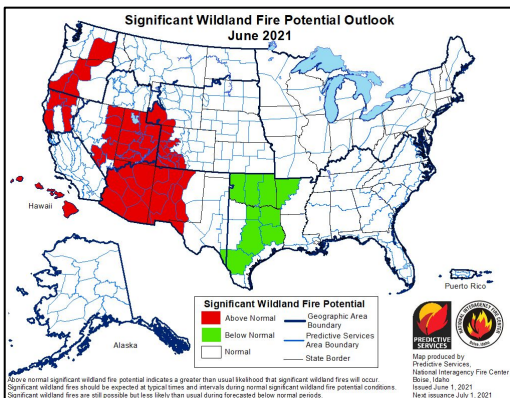 Significant Wildland Fire Potential Outlook
June 2021
Hawaii
Alaska
Puerto Rico
Significant Wildland Fire Potential
Above Normal
Below Normal
Normal
Geographic Area
Boundary
Predictive Services
Area Boundary
State Border
PREDICTIVE
SERVICES
NATIONAL INTERAGENCY FIRE CENTER
Boise, Idaho
Map produced by
Predictive Services,
National Interagency Fire Center
Boise, Idaho
Issued June 1, 2021
Next issuance July 1, 2021
Above normal significant wildland fire potential indicates a greater than usual likelihood that significant wildland fires will occur.
Significant wildland fires should be expected at typical times and intervals during normal significant wildland fire potential conditions.
Significant wildland fires are still possible but less likely than usual during forecasted below normal periods.